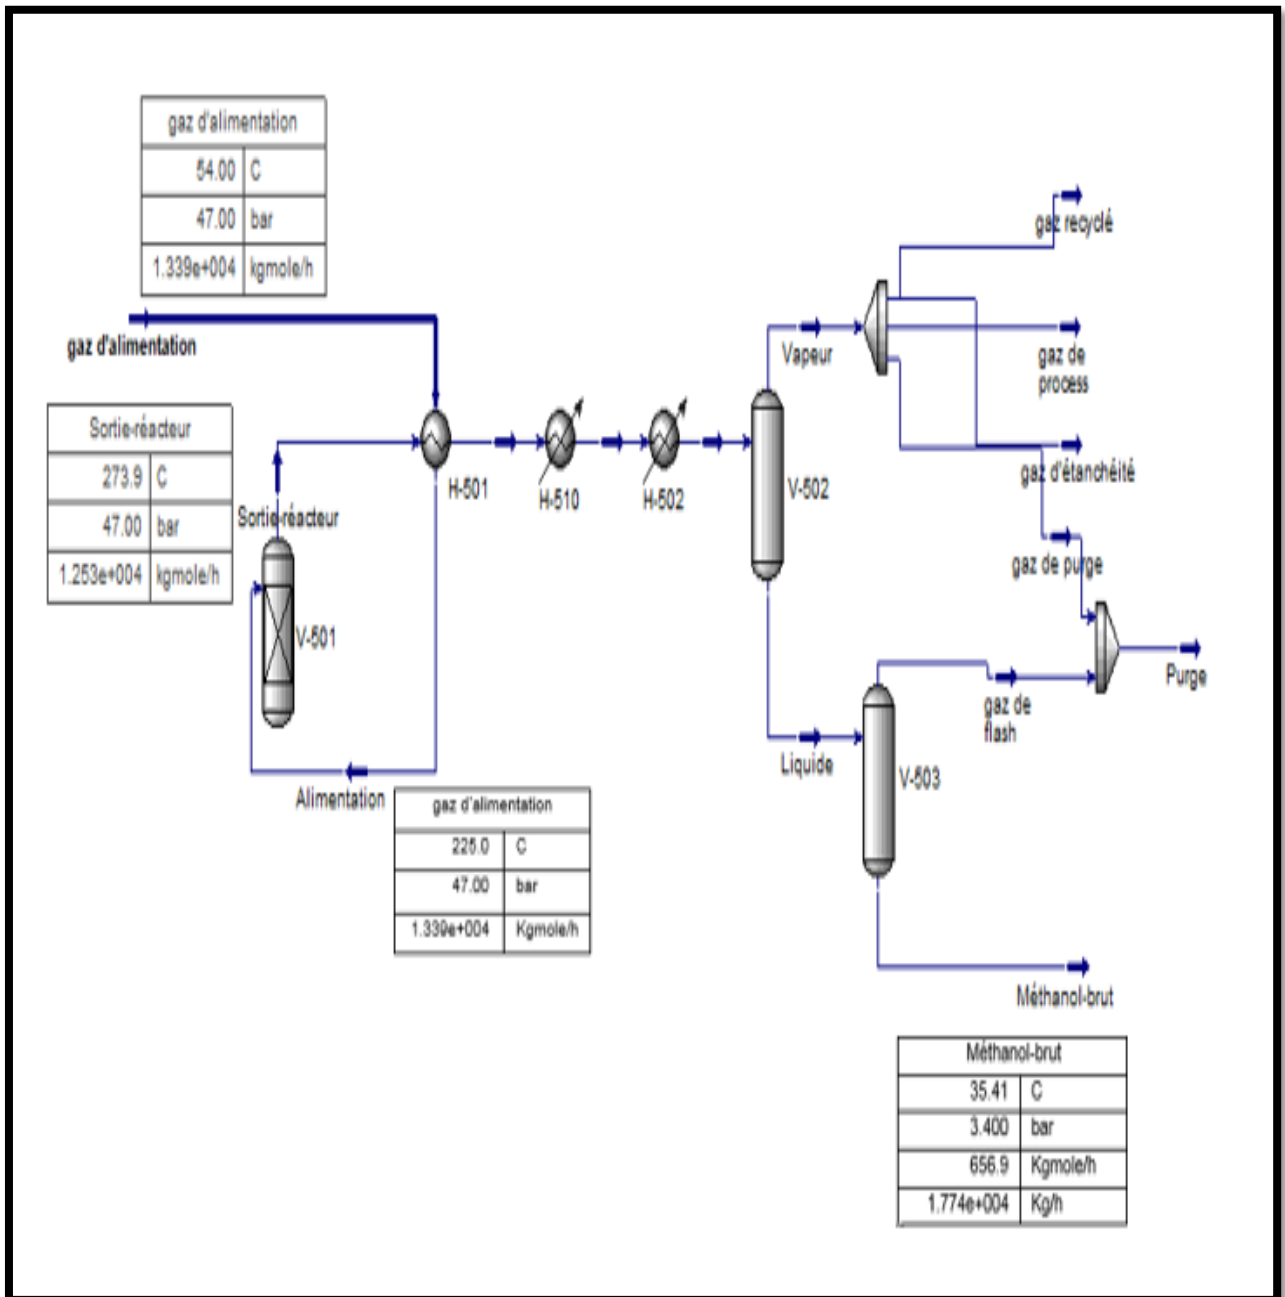 gaz d'alimentation
54.00 C
47.00 bar
1.339e+004 kgmole/h
gaz d'alimentation
Sortie-réacteur
273.9 C
47.00 bar
1.253e+004 kgmole/h
Sortie-réacteur
V-501
H-501
H-510
H-502
Alimentation
gaz d'alimentation
225.0 C
47.00 bar
1.339e+004 Kgmole/h
Vapeur
V-502
gaz recyclé
gaz de
process
gaz d'étanchéité
gaz de purge
Purge
gaz de
flash
Liquide
V-503
Méthanol-brut
Méthanol-brut
35.41 C
3.400 bar
656.9 Kgmole/h
1.774e+004 Kg/h